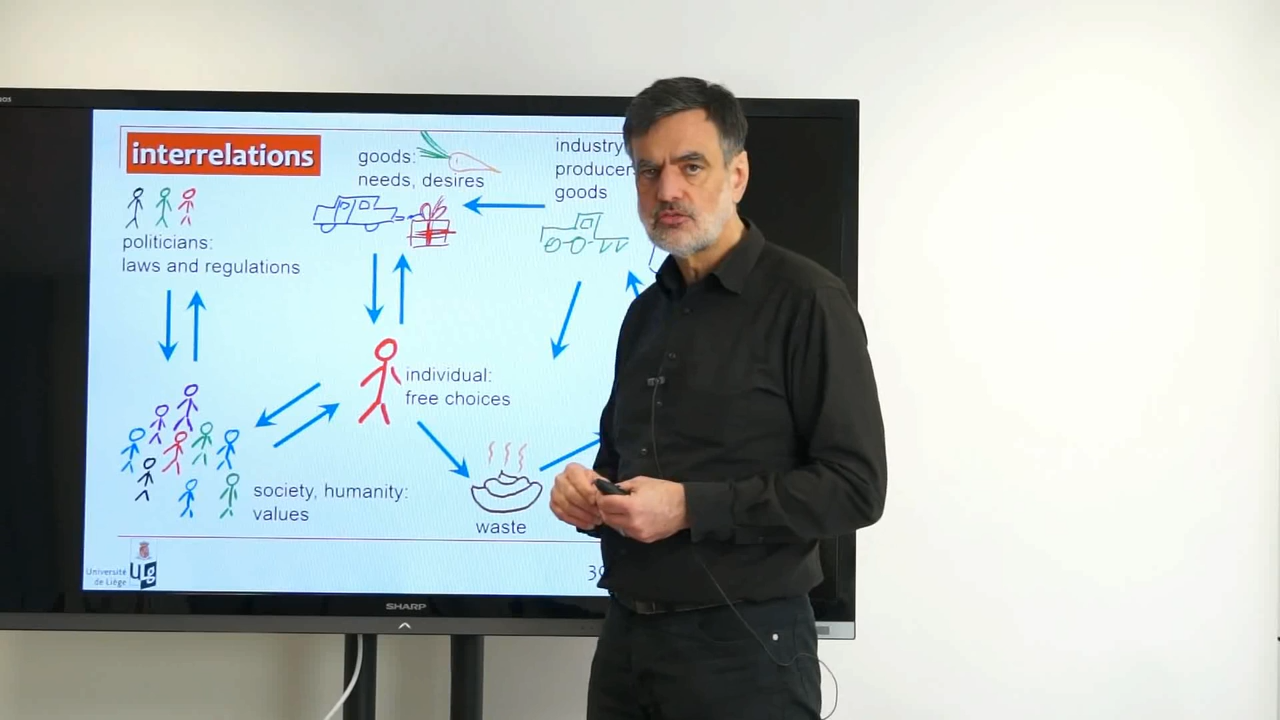 interrelations
goods:
needs, desires
industry
producer
goods
politicians:
laws and regulations
individual:
free choices
society, humanity:
values
waste
Université
de Liège
SHARP